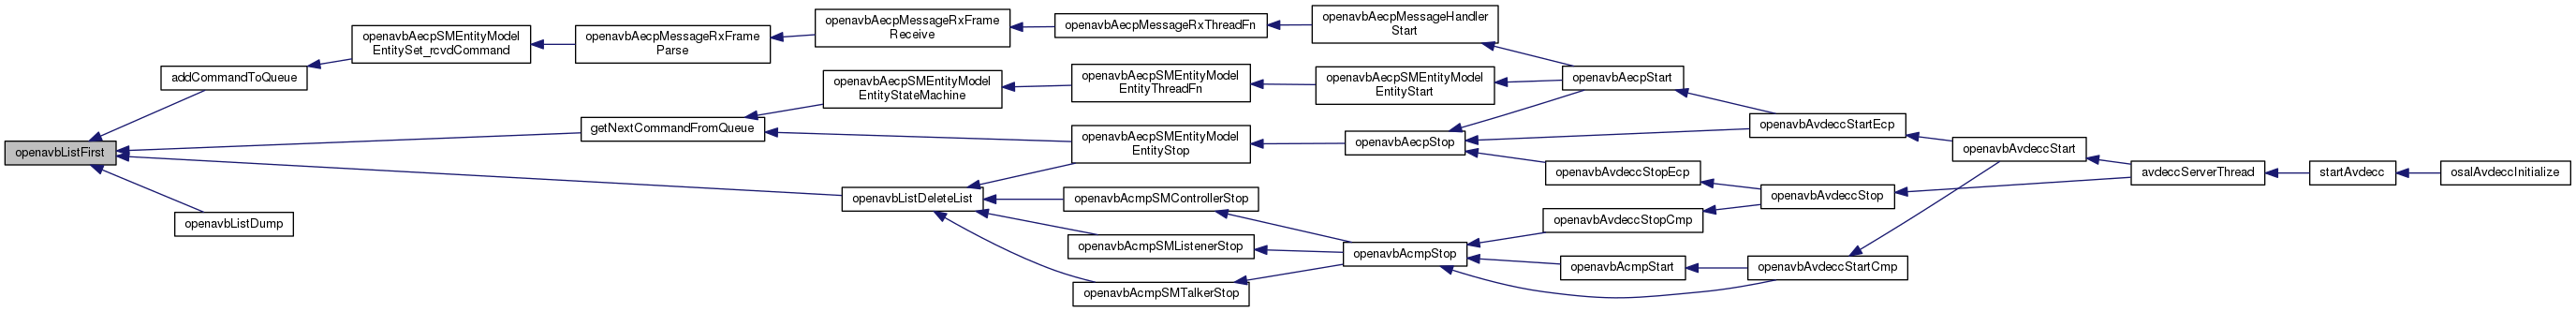 openavbListFirst
addCommandToQueue
openavbAecpSMEntityModel
EntitySet_rcvdCommand
openavbAecpMessageRxFrame
Parse
openavbAecpMessageRxFrame
Receive
openavbAecpMessageRxThreadFn
openavbAecpMessageHandler
Start
openavbAecpStart
openavbAvdeccStartEcp
openavbAvdeccStart
avdeccServerThread
startAvdecc
osalAvdeccInitialize
getNextCommandFromQueue
openavbAecpSMEntityModel
EntityStateMachine
openavbAecpSMEntityModel
EntityThreadFn
openavbAecpSMEntityModel
EntityStart
openavbAecpSMEntityModel
EntityStop
openavbAecpStop
openavbAvdeccStopEcp
openavbAvdeccStop
openavbListDeleteList
openavbAcmpSMControllerStop
openavbAcmpSMListenerStop
openavbAcmpSMTalkerStop
openavbAcmpStop
openavbAvdeccStopCmp
openavbAcmpStart
openavbAvdeccStartCmp
openavbListDump